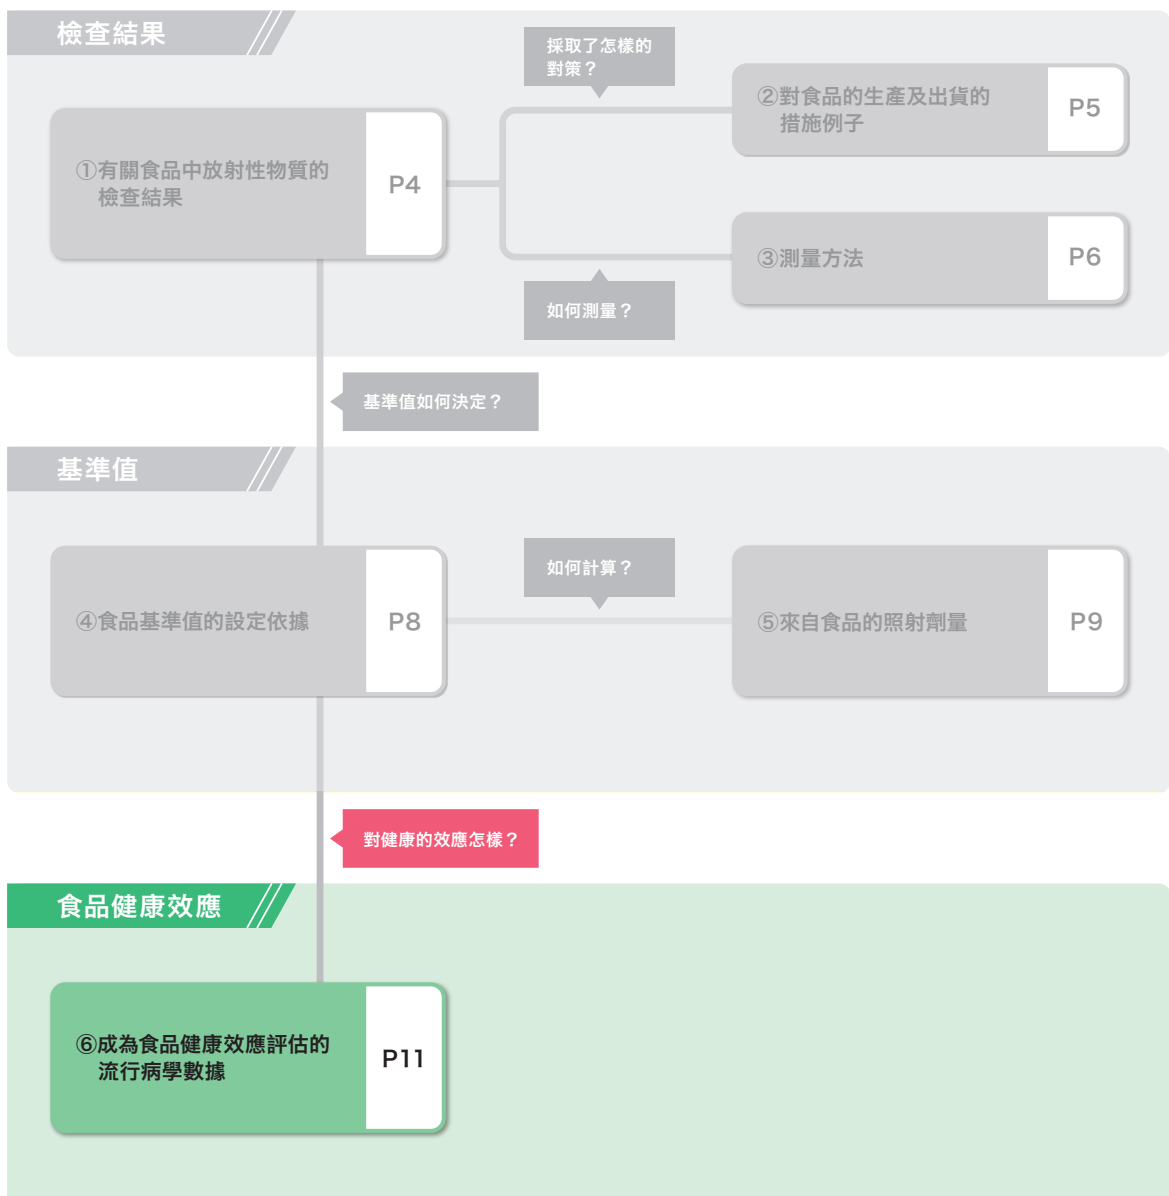 檢查結果
採取了怎樣的
對策？
①有關食品中放射性物質的
檢查結果
P4
②對食品的生產及出貨的
措施例子
P5
③測量方法
P6
如何測量？
基準值如何決定？
基準值
④食品基準值的設定依據
P8
如何計算？
⑤來自食品的照射劑量
P9
對健康的效應怎樣？
食品健康效應
⑥成為食品健康效應評估的
流行病學數據
P11